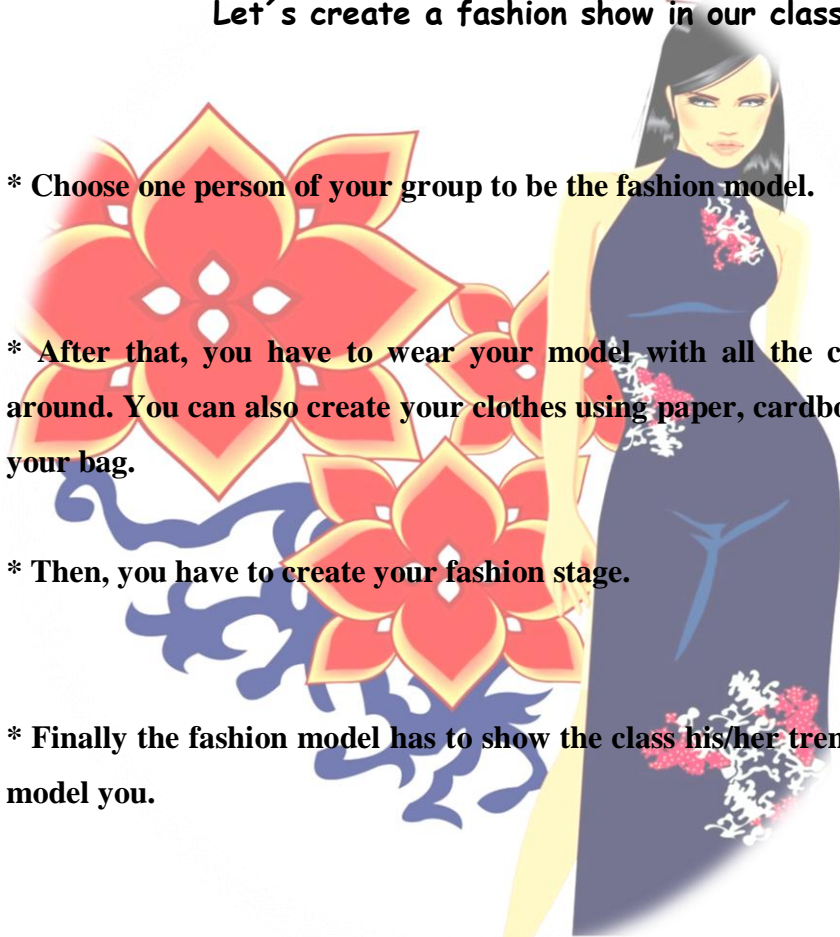 Let´s create a fashion show in our class
* Choose one person of your group to be the fashion model.
* After that, you have to wear your model with all the
around. You can also create your clothes using paper,
your bag.
* Then, you have to create your fashion stage.
* Finally the fashion model has to show the class his/her
model you.